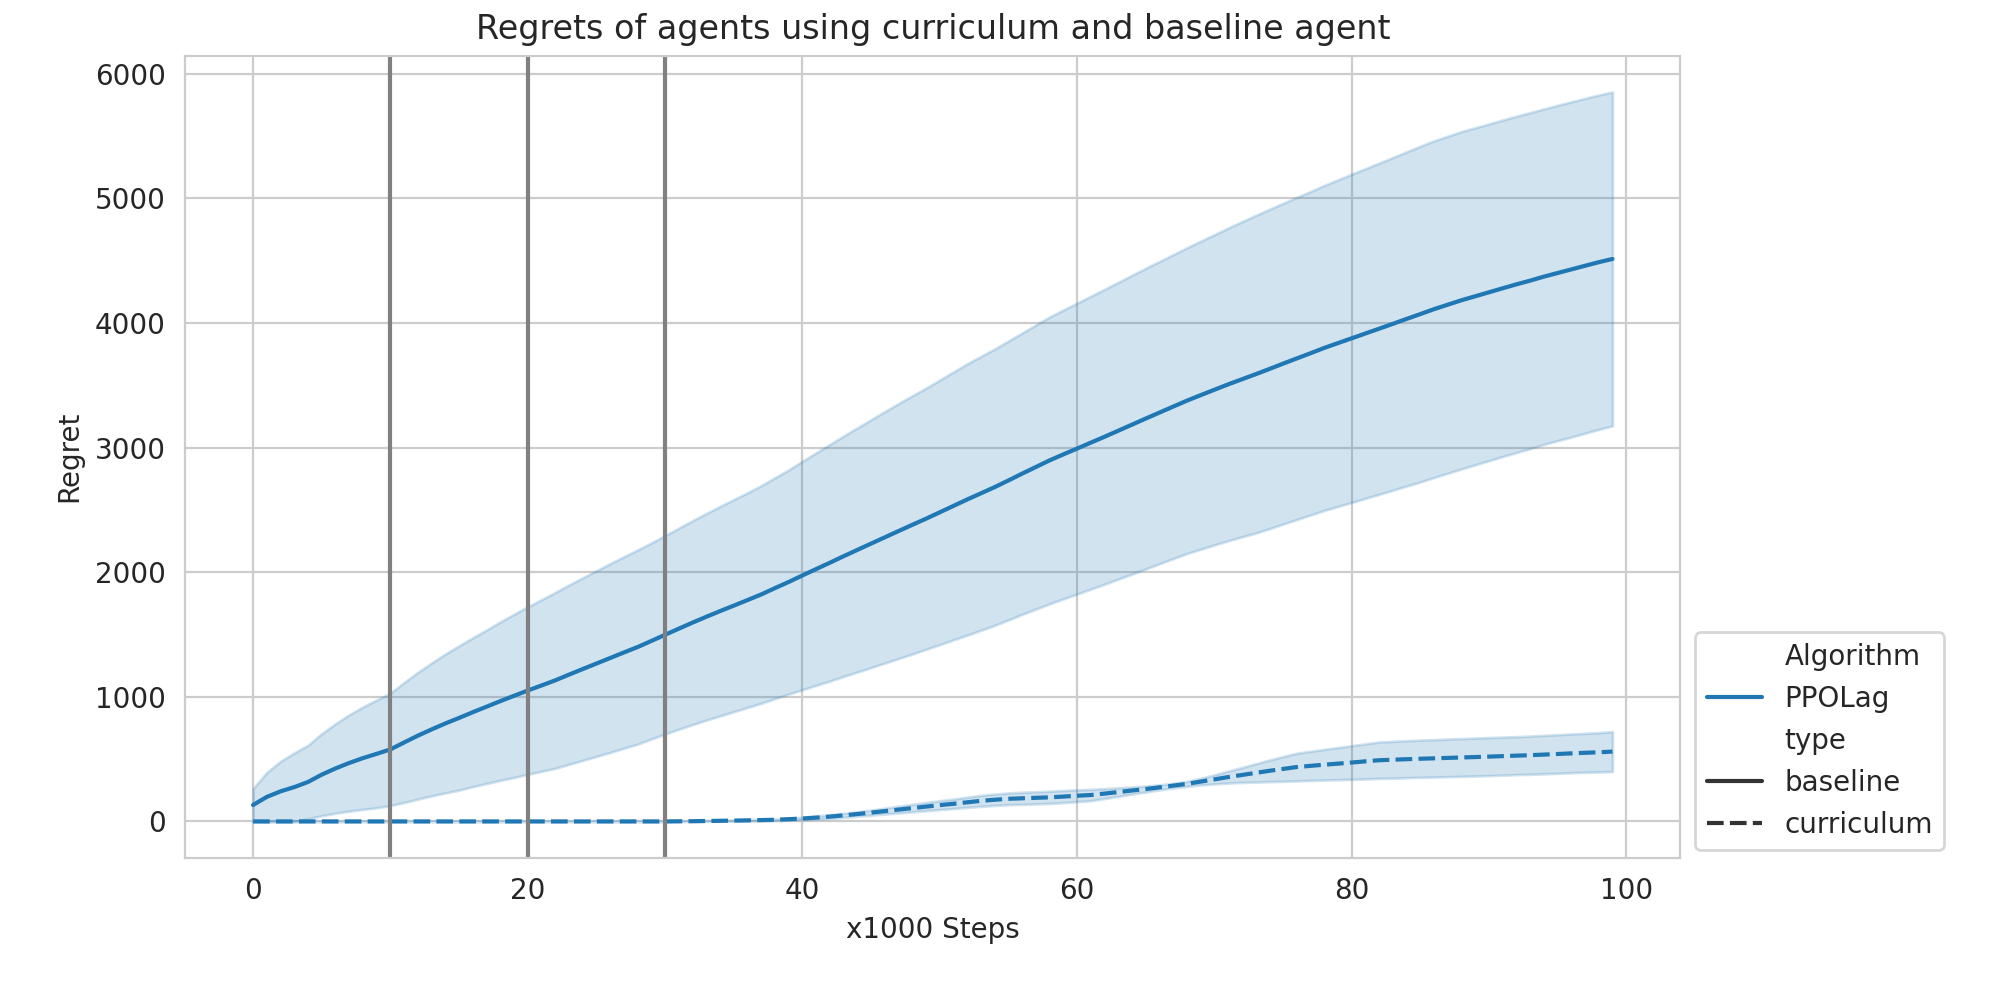 Regrets of agents using curriculum and baseline agent
6000
5000
4000
3000
2000
1000
0
Regret
0 20 40 60 80 100
x1000 Steps
Algorithm
PPOLag
type
baseline
curriculum